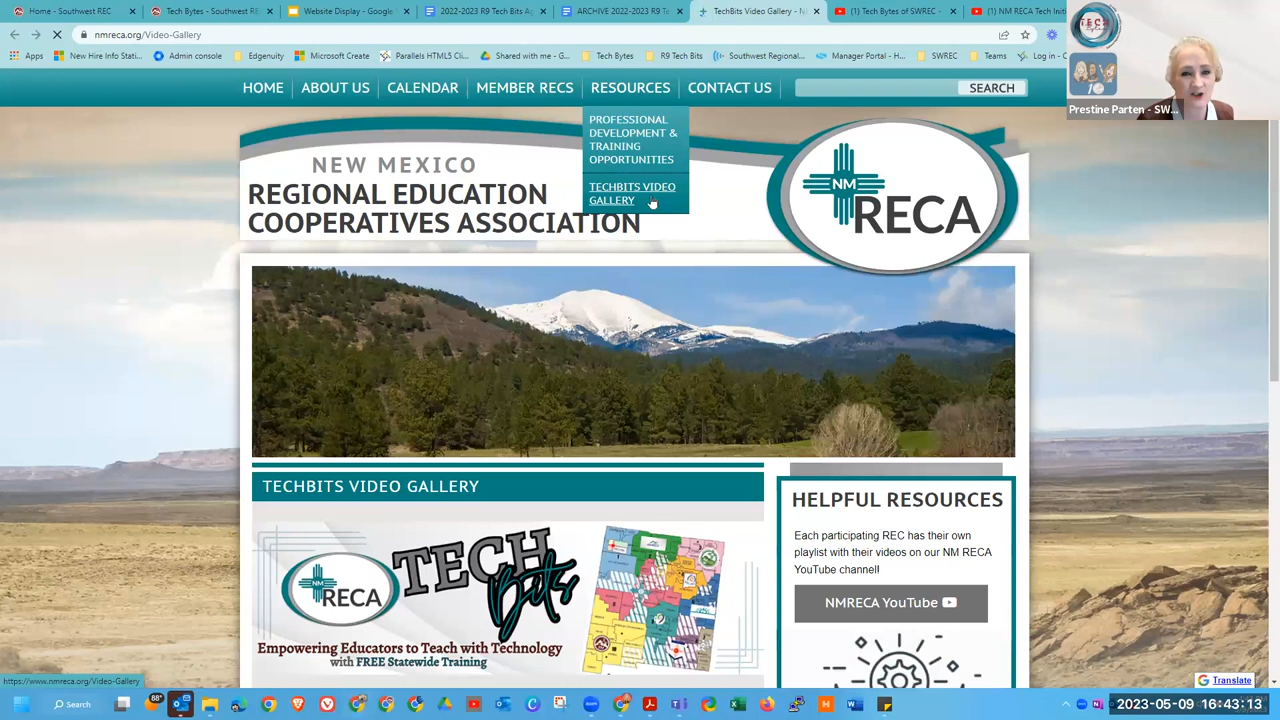 Home - Southwest REC
Tech Bytes - Southwest RE
Website Display - Google
2022-2023 R9 Tech Bits Ag
ARCHIVE 2022-2023 R9 Te
TechBits Video Gallery - N
(1) Tech Bytes of SWREC -
(1) NM RECA Tech Initi
nmreca.org/Video-Gallery
Apps
New Hire Info Stati...
Edgenuity
Admin console
Microsoft Create
Parallels HTML5 Cli...
Shared with me - G...
Tech Bytes
R9 Tech Bits
Southwest Regional...
Manager Portal - H...
SWREC
Teams
Log in - C
TECH
Prestine Parten - SW...
HOME
ABOUT US
CALENDAR
MEMBER RECS
RESOURCES
CONTACT US
SEARCH
PROFESSIONAL
DEVELOPMENT &
TRAINING
OPPORTUNITIES
TECHBITS VIDEO
GALLERY
NEW MEXICO
REGIONAL EDUCATION
COOPERATIVES ASSOCIATION
NM
RECA
TECHBITS VIDEO GALLERY
NM
RECA
TECH
Bits
Empowering Educators to Teach with Technology
with FREE Statewide Training
HELPFUL RESOURCES
Each participating REC has their own
playlist with their videos on our NM RECA
YouTube channel!
NMRECA YouTube
https://www.nmreca.org/Video-Gallery
Translate
Search
88°
2023-05-09 16:43:13